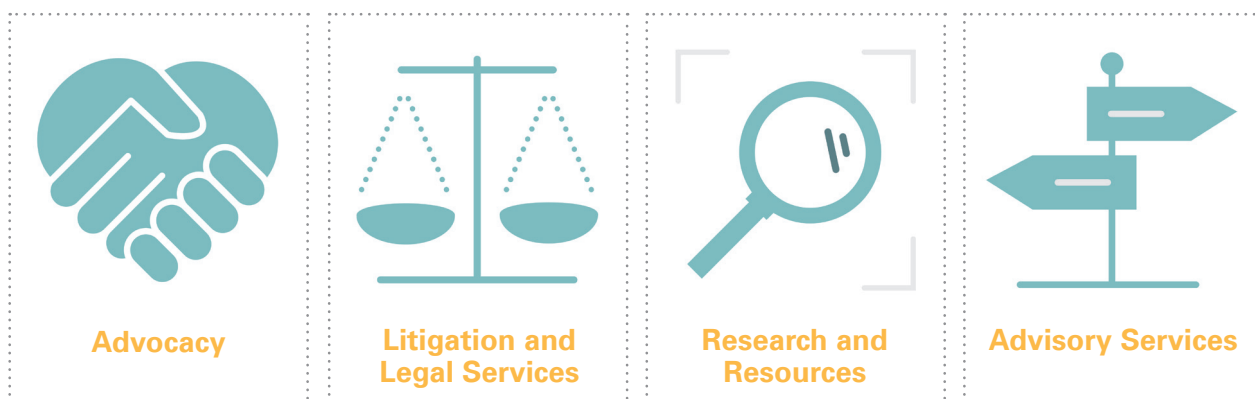 Advocacy
Litigation and
Legal Services
Research and
Resources
Advisory Services